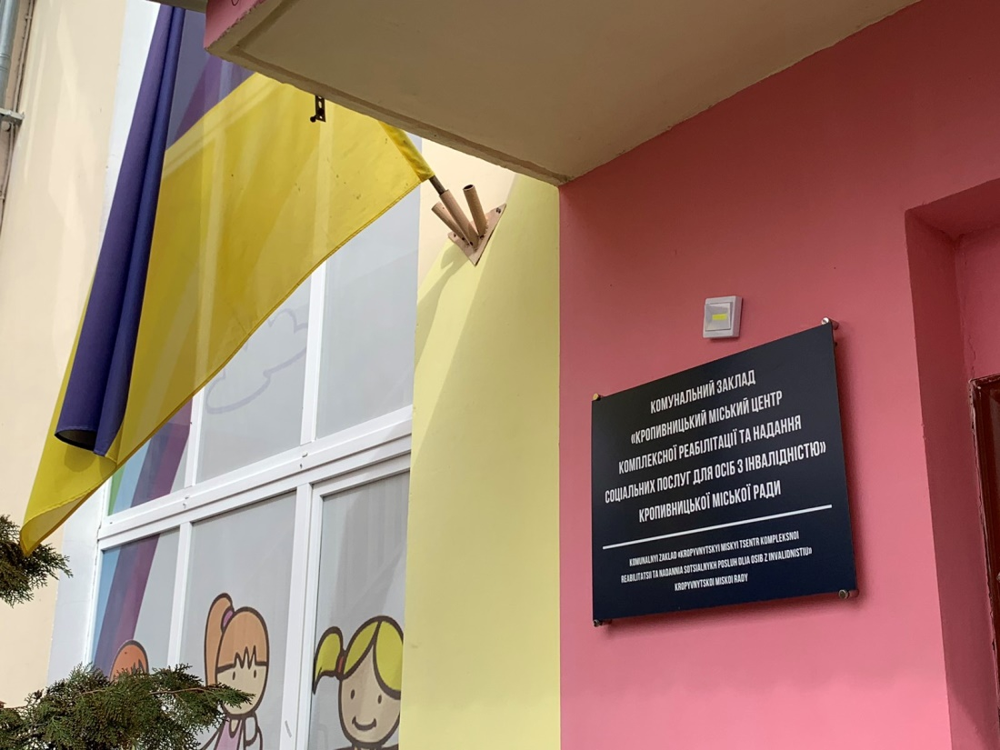 КОМУНАЛЬНИЙ ЗАКЛАД
«КРОПИВНИЦЬКИЙ МІСЬКИЙ ЦЕНТР
КОМПЛЕКСНОЇ РЕАБІЛІТАЦІЇ ТА НАДАННЯ
СОЦІАЛЬНИХ ПОСЛУГ ДЛЯ ОСІБ З ІНВАЛІДНІСТЮ»
КРОПИВНИЦЬКОЇ МІСЬКОЇ РАДИ
KOMUNALNYI ZAKLAD «KROPYVNYTSKYI MISKYI TSENTR KOMPLEKSNOI
REABILITATSII TA NADANNIA SOTSIALNYKH POSLUH DLIA OSIB Z INVALIDNISTIU»
KROPYVNYTSKOI MISKOI RADY